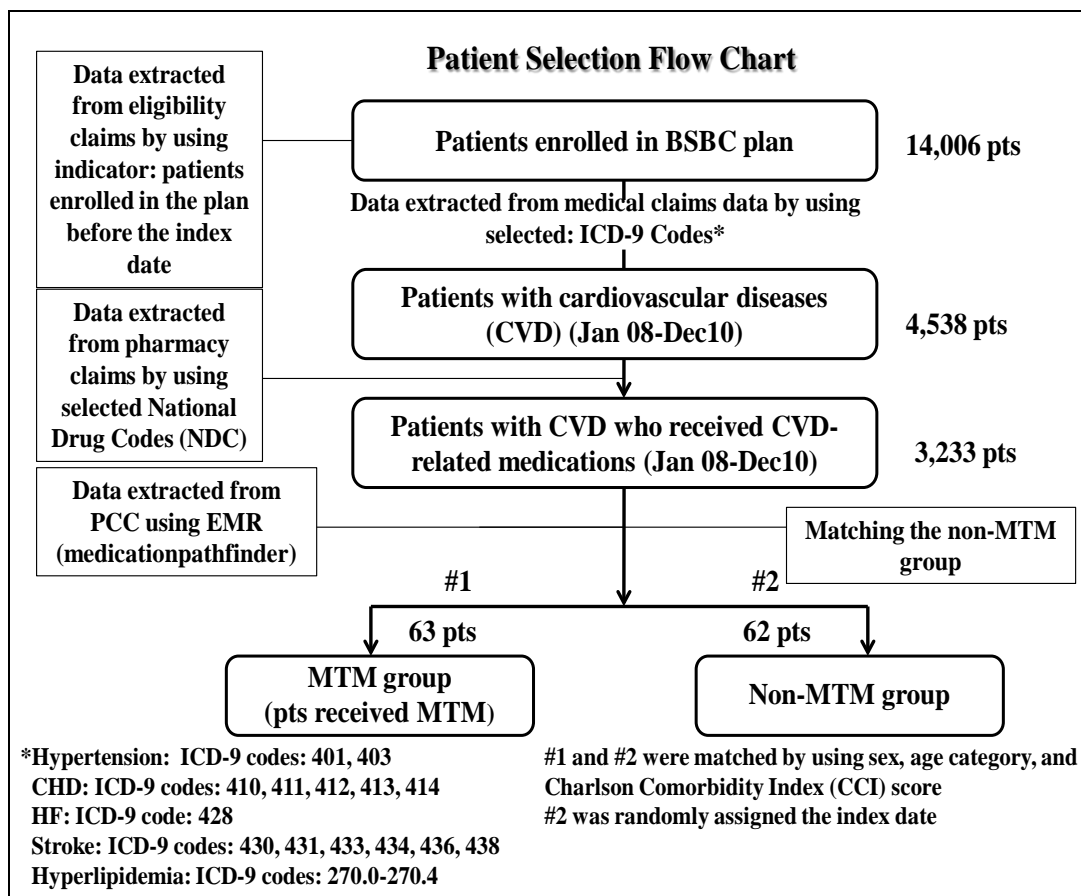 Patient Selection Flow Chart
Data extracted
from eligibility
claims by using
indicator: patients
enrolled in the plan
before the index
date
Patients enrolled in BSBC plan
14,006 pts
Data extracted from medical claims data by using
selected: ICD-9 Codes*
Patients with cardiovascular diseases
(CVD) (Jan 08-Dec10)
4,538 pts
Data extracted
from pharmacy
claims by using
selected National
Drug Codes (NDC)
Patients with CVD who received CVD-
related medications (Jan 08-Dec10)
3,233 pts
Data extracted from
PCC using EMR
(medicationpathfinder)
Matching the non-MTM
group
#1
#2
63 pts
62 pts
MTM group
(pts received MTM)
Non-MTM group
*Hypertension: ICD-9 codes: 401, 403
CHD: ICD-9 codes: 410, 411, 412, 413, 414
HF: ICD-9 code: 428
Stroke: ICD-9 codes: 430, 431, 433, 434, 436, 438
Hyperlipidemia: ICD-9 codes: 270.0-270.4
#1 and #2 were matched by using sex, age category, and
Charlson Comorbidity Index (CCI) score
#2 was randomly assigned the index date